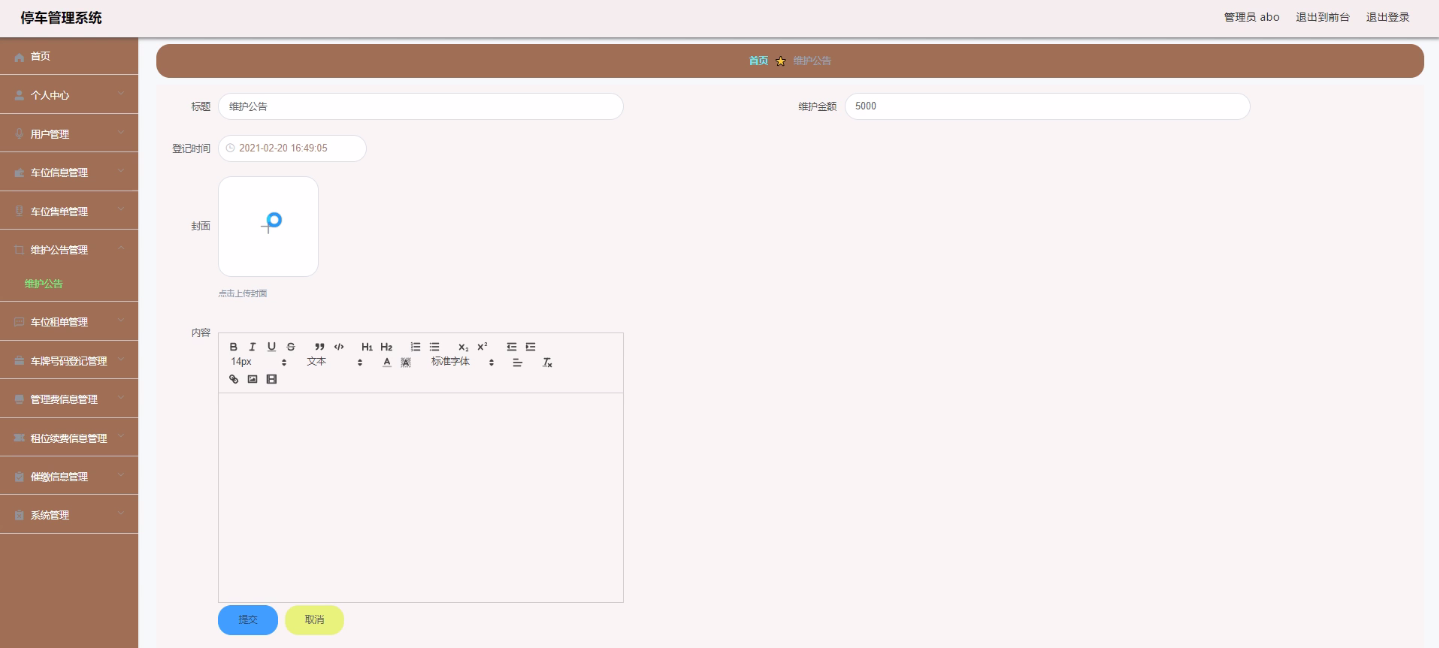 停车管理系统
管理员 abo 退出到前台 退出登录
首页
个人中心
用户管理
车位信息管理
车位售单管理
维护公告管理
维护公告
车位租单管理
车牌号码登记管理
管理费信息管理
租位续费信息管理
催缴信息管理
系统管理
首页 维护公告
标题 维护公告
维护金额 5000
登记时间 2021-02-20 16:49:05
封面
点击上传封面
内容
B I U S H1 H2 X2 X2
14px 文本 A A 标准字体 Tx
提交 取消